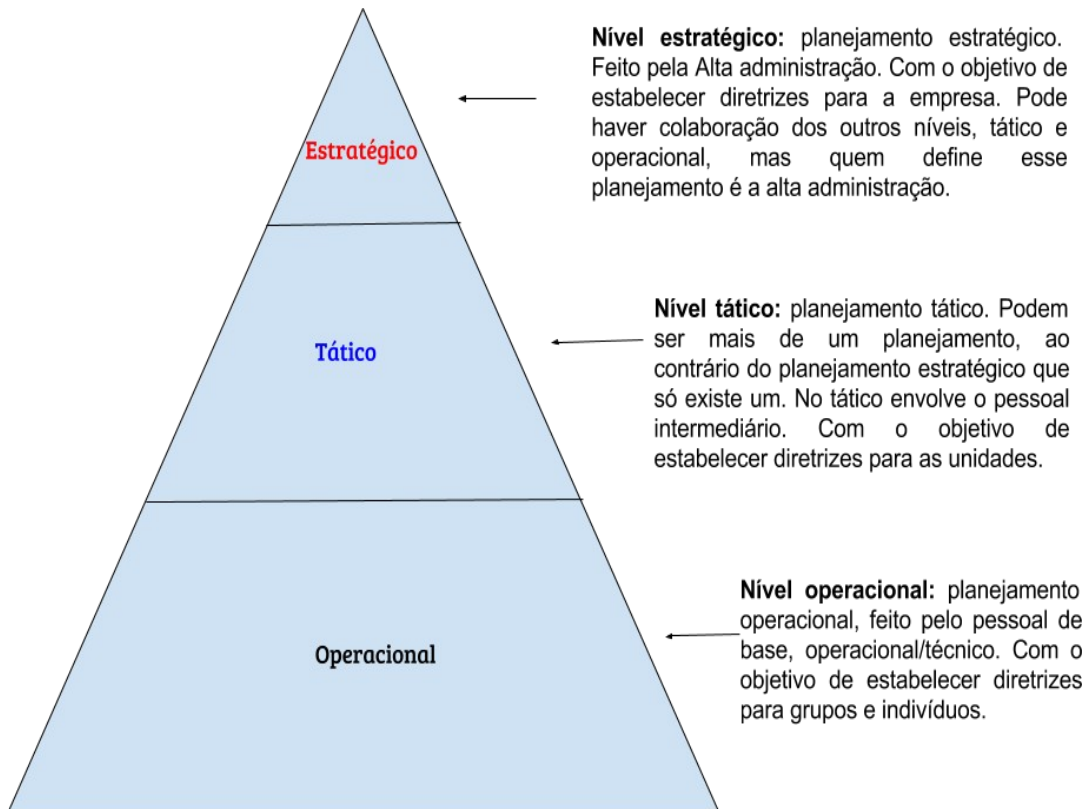 Nível estratégico: planejamento estratégico.
Feito pela Alta administração. Com o objetivo de
estabelecer diretrizes para a empresa. Pode
haver colaboração dos outros níveis, tático e
operacional, mas quem define esse
planejamento é a alta administração.
Estratégico
Nível tático: planejamento tático. Podem
ser mais de um planejamento, ao
contrário do planejamento estratégico que
só existe um. No tático envolve o pessoal
intermediário. Com o objetivo de
estabelecer diretrizes para as unidades.
Tático
Nível operacional: planejamento
operacional, feito pelo pessoal de
base, operacional/técnico. Com o
objetivo de estabelecer diretrizes
para grupos e indivíduos.
Operacional